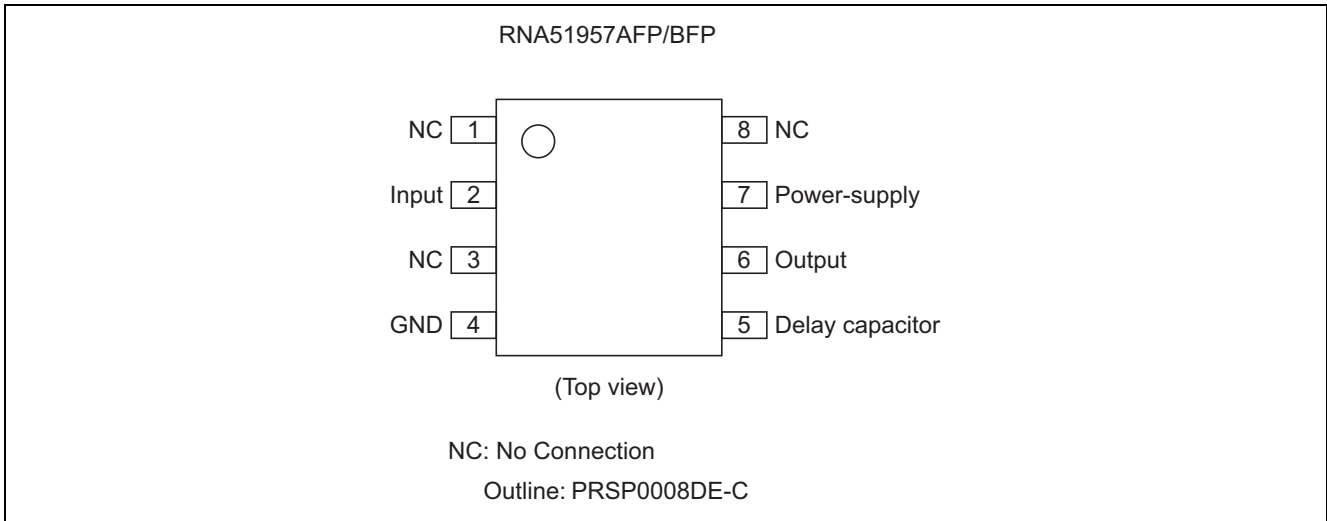 RNA51957AFP/BFP
NC 1
8 NC
Input 2
7 Power-supply
NC 3
6 Output
GND 4
5 Delay capacitor
(Top view)
NC: No Connection
Outline: PRSP0008DE-C